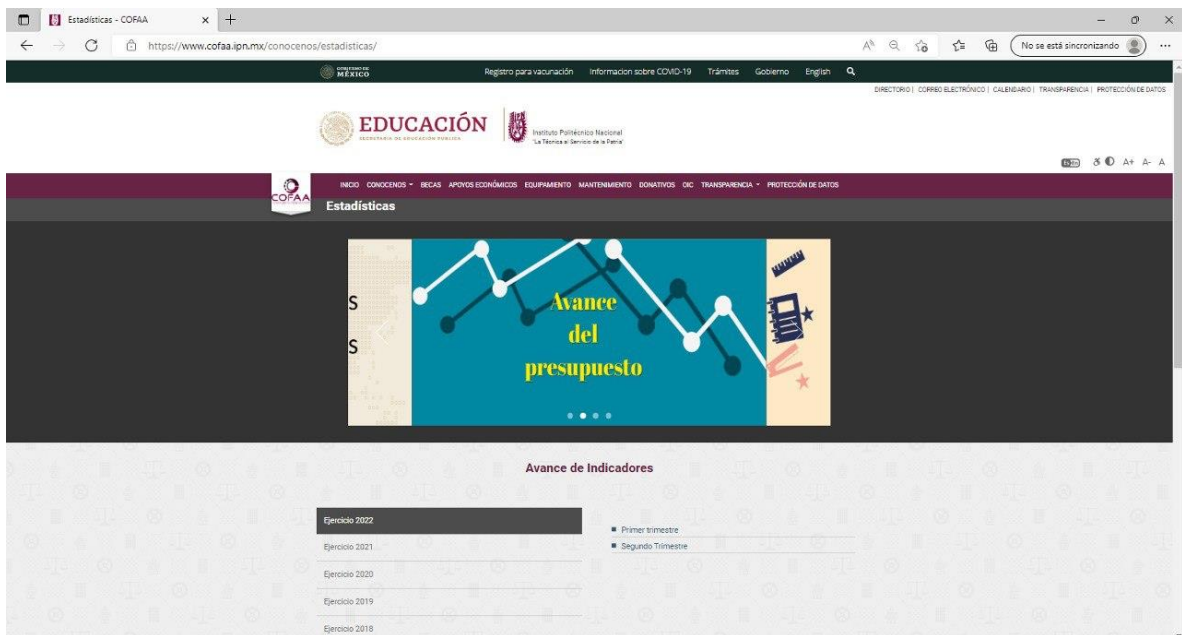 Estadísticas - COFAA
https://www.cofaa.ipn.mx/conocenos/estadisticas/
No se está sincronizando
GOBIERNO DE
MÉXICO
Registro para vacunación Informacion sobre COVID-19 Trámites Gobierno English
DIRECTORIO | CORREO ELECTRÓNICO | CALENDARIO | TRANSPARENCIA | PROTECCIÓN DE DATOS
EDUCACIÓN
SECRETARÍA DE EDUCACIÓN PÚBLICA
Instituto Politécnico Nacional
"La Técnica al Servicio de la Patria"
A+ A- A
COFAA
INICIO CONOCENOS BECAS APOYOS ECONÓMICOS EQUIPAMIENTO MANTENIMIENTO DONATIVOS OIC TRANSPARENCIA PROTECCIÓN DE DATOS
Estadísticas
S
S
Avance
del
presupuesto
Avance de Indicadores
Ejercicio 2022
Ejercicio 2021
Ejercicio 2020
Ejercicio 2019
Ejercicio 2018
Primer trimestre
Segundo Trimestre